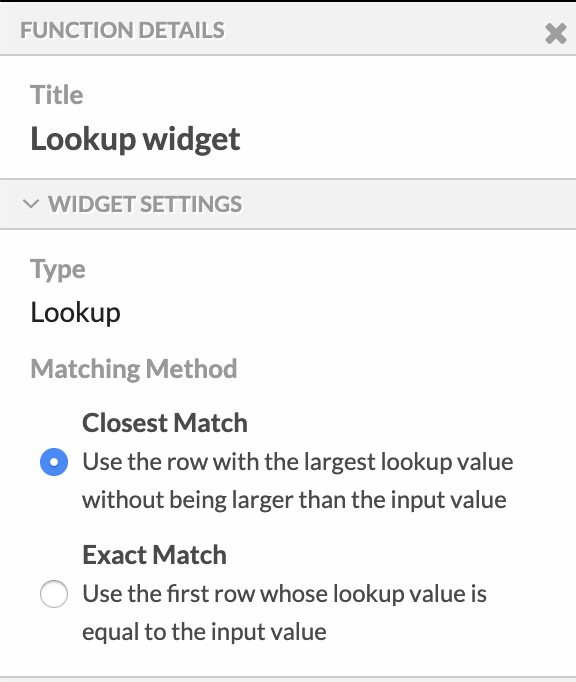 FUNCTION DETAILS
Title
Lookup widget
WIDGET SETTINGS
Type
Lookup
Matching Method
Closest Match
Use the row with the largest lookup value
without being larger than the input value
Exact Match
Use the first row whose lookup value is
equal to the input value